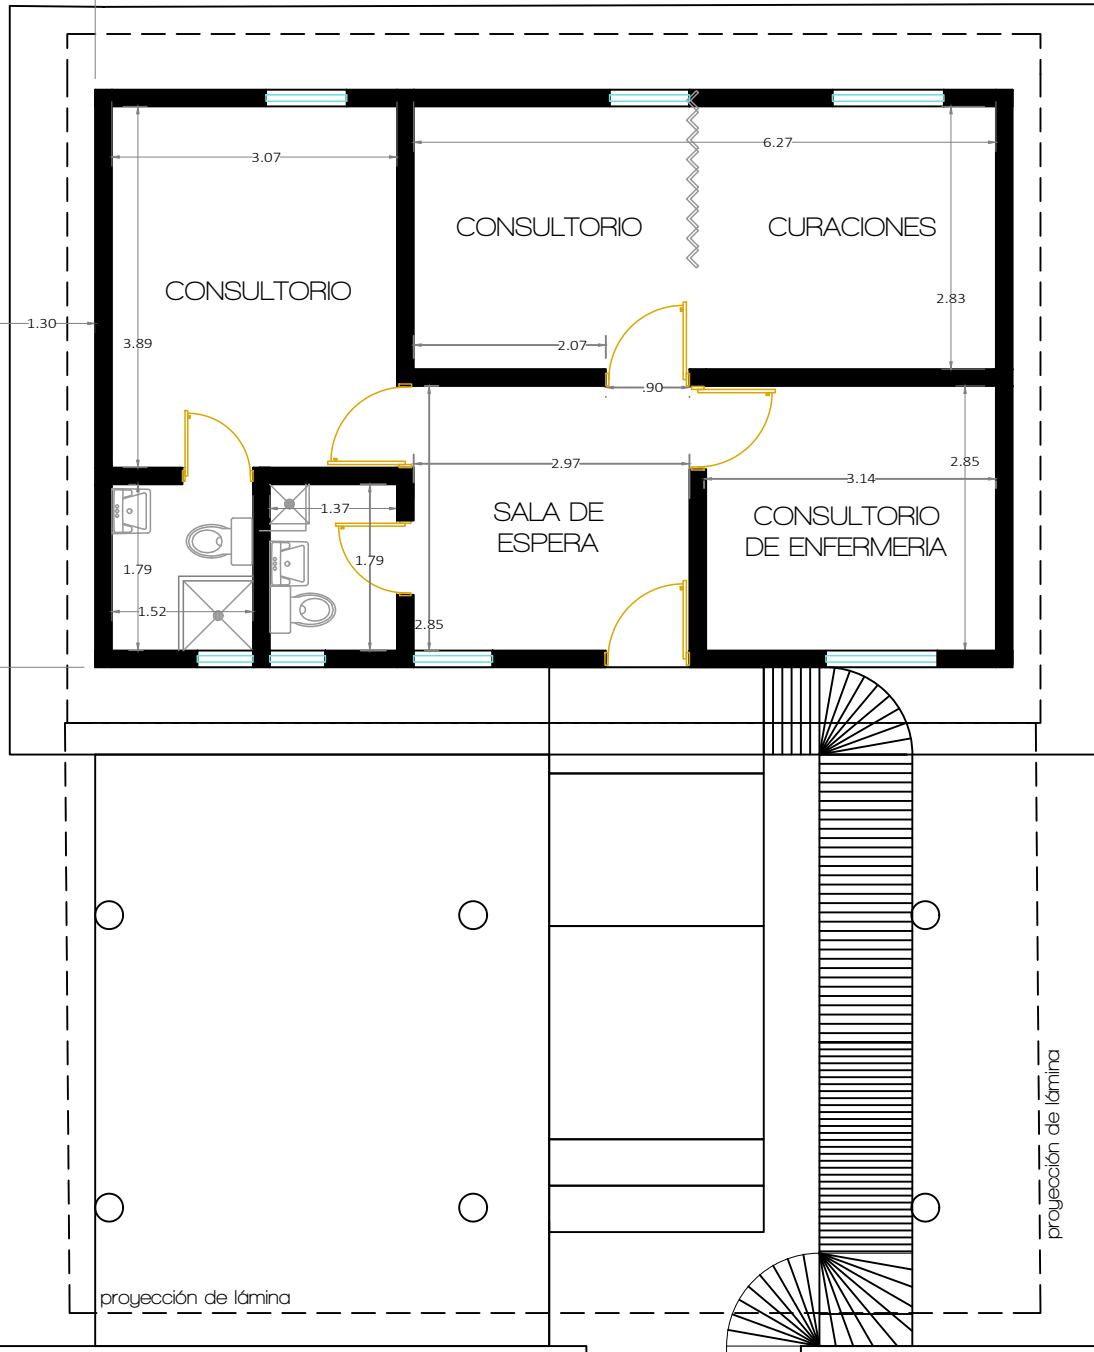 6.27
3.07
CONSULTORIO
CURACIONES
CONSULTORIO
2.83
1.30
3.89
2.07
.90
2.97
2.85
3.14
1.37
SALA DE
ESPERA
CONSULTORIO
DE ENFERMERIA
1.79
1.79
1.52
2.85
proyección de lámina
proyección de lámina